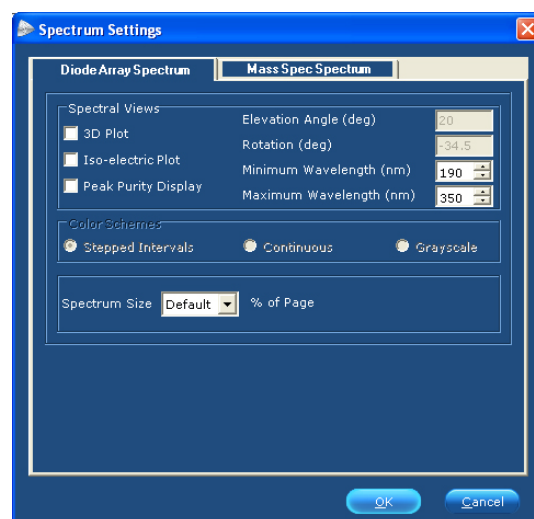 Spectrum Settings
Diode Array Spectrum
Mass Spec Spectrum
Spectral Views
3D Plot
Iso-electric Plot
Peak Purity Display
Elevation Angle (deg) 20
Rotation (deg) -34.5
Minimum Wavelength (nm) 190
Maximum Wavelength (nm) 350
Color Schemes
Stepped Intervals
Continuous
Grayscale
Spectrum Size Default % of Page
OK
Cancel